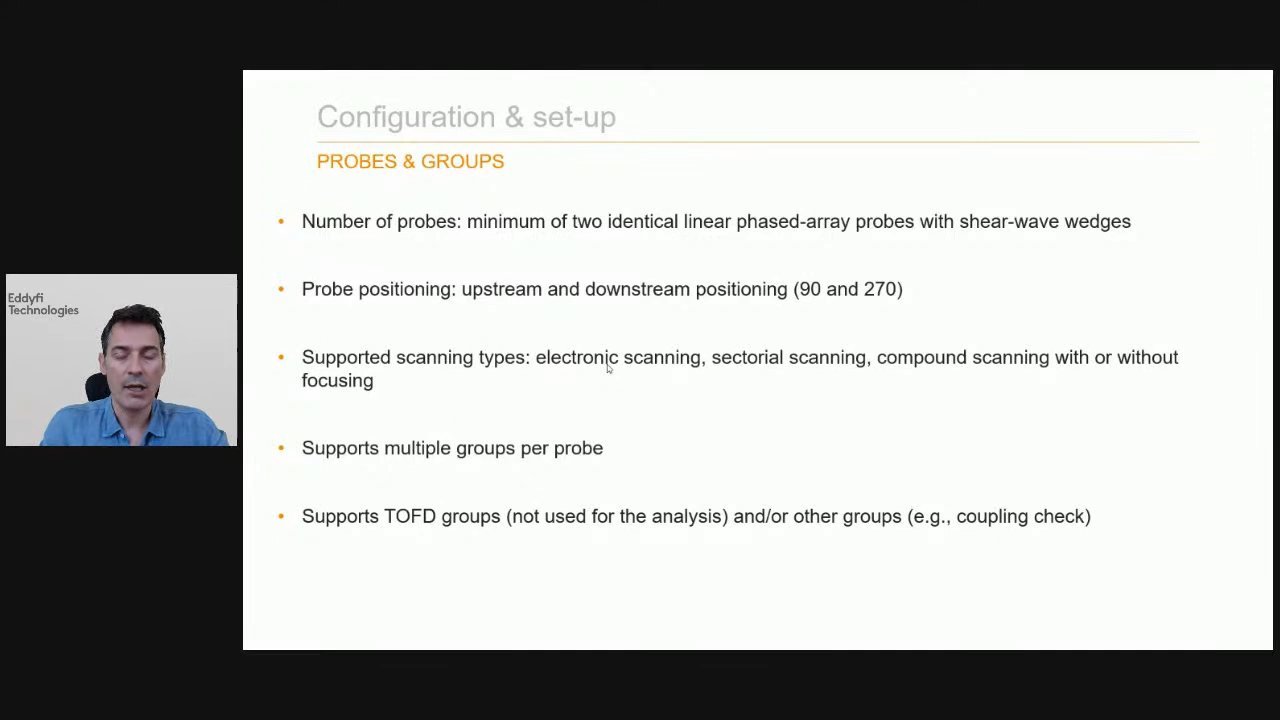 Configuration & set-up
PROBES & GROUPS
• Number of probes: minimum of two identical linear phased-array probes with shear-wave wedges
• Probe positioning: upstream and downstream positioning (90 and 270)
• Supported scanning types: electronic scanning, sectorial scanning, compound scanning with or without
focusing
• Supports multiple groups per probe
• Supports TOFD groups (not used for the analysis) and/or other groups (e.g., coupling check)
Eddyfi
Technologies